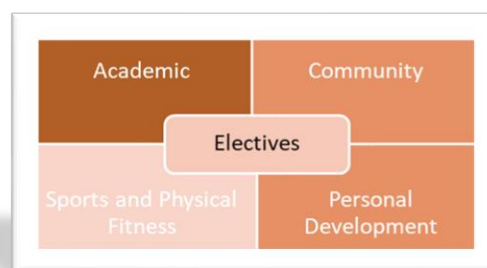 Academic
Community
Electives
Sports and Physical
Fitness
Personal
Development